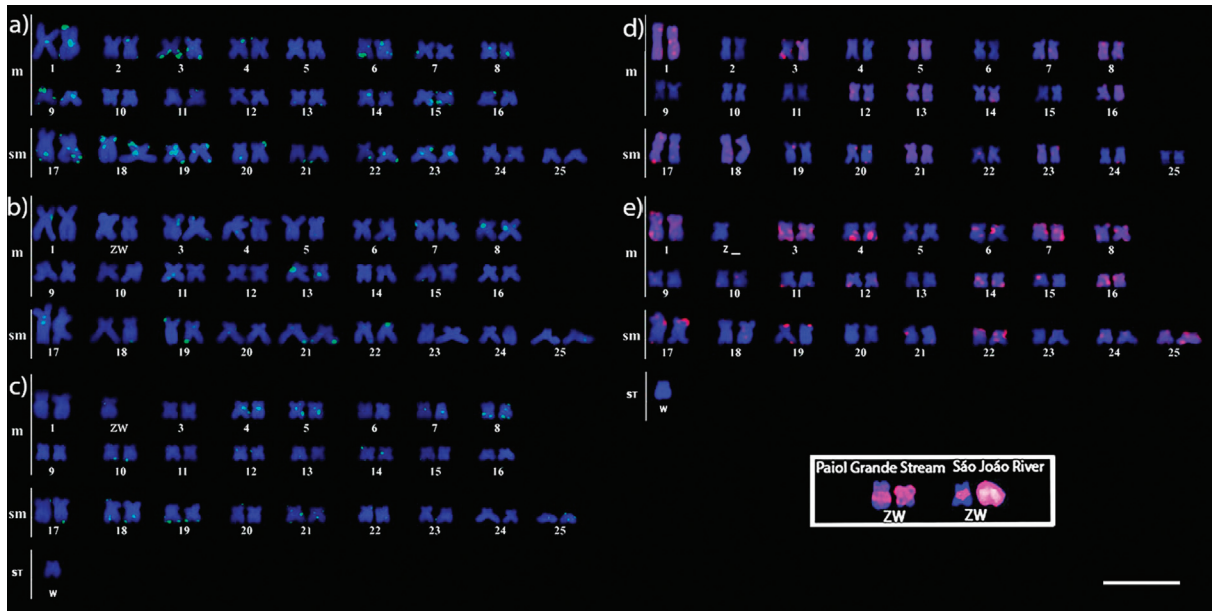 a)
m
1 2 3 4 5 6 7 8
9 10 11 12 13 14 15 16
sm
17 18 19 20 21 22 23 24 25
b)
m
1 ZW 3 4 5 6 7 8
9 10 11 12 13 14 15 16
sm
17 18 19 20 21 22 23 24 25
c)
m
1 ZW 3 4 5 6 7 8
9 10 11 12 13 14 15 16
sm
17 18 19 20 21 22 23 24 25
ST
W
d)
m
1 2 3 4 5 6 7 8
9 10 11 12 13 14 15 16
sm
17 18 19 20 21 22 23 24 25
e)
m
1 Z _ 3 4 5 6 7 8
9 10 11 12 13 14 15 16
sm
17 18 19 20 21 22 23 24 25
ST
W
Paiol Grande Stream Sáo Joáo River
ZW ZW